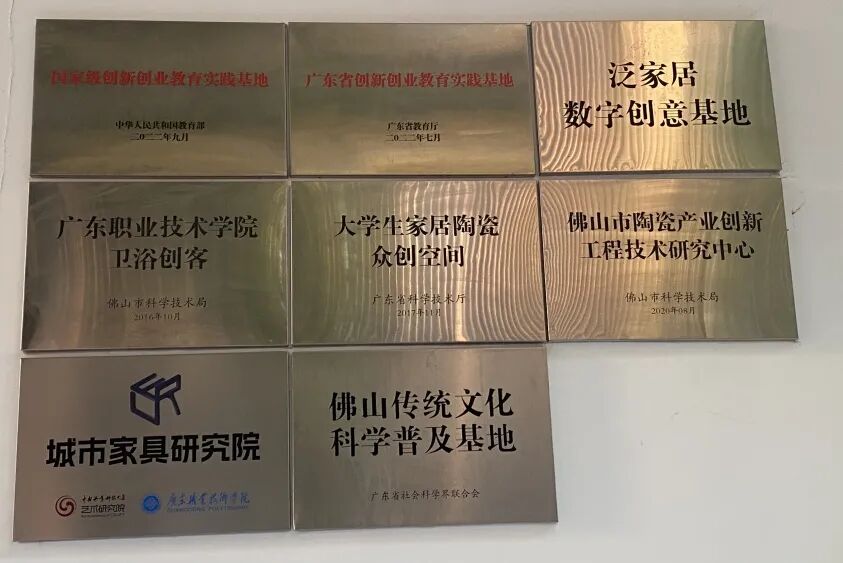 国家级创新创业教育实践基地
中华人民共和国教育部
二〇二二年九月
广东省创新创业教育实践基地
广东省教育厅
二〇二二年七月
泛家居
数字创意基地
广东职业技术学院
卫浴创客
佛山市科学技术局
2016年10月
大学生家居陶瓷
众创空间
广东省科学技术厅
2017年11月
佛山市陶瓷产业创新
工程技术研究中心
佛山市科学技术局
2020年08月
城市家具研究院
艺术研究院
广东职业技术学院
GUANGDONG POLYTECHNIC
佛山传统文化
科学普及基地
广东省社会科学界联合会